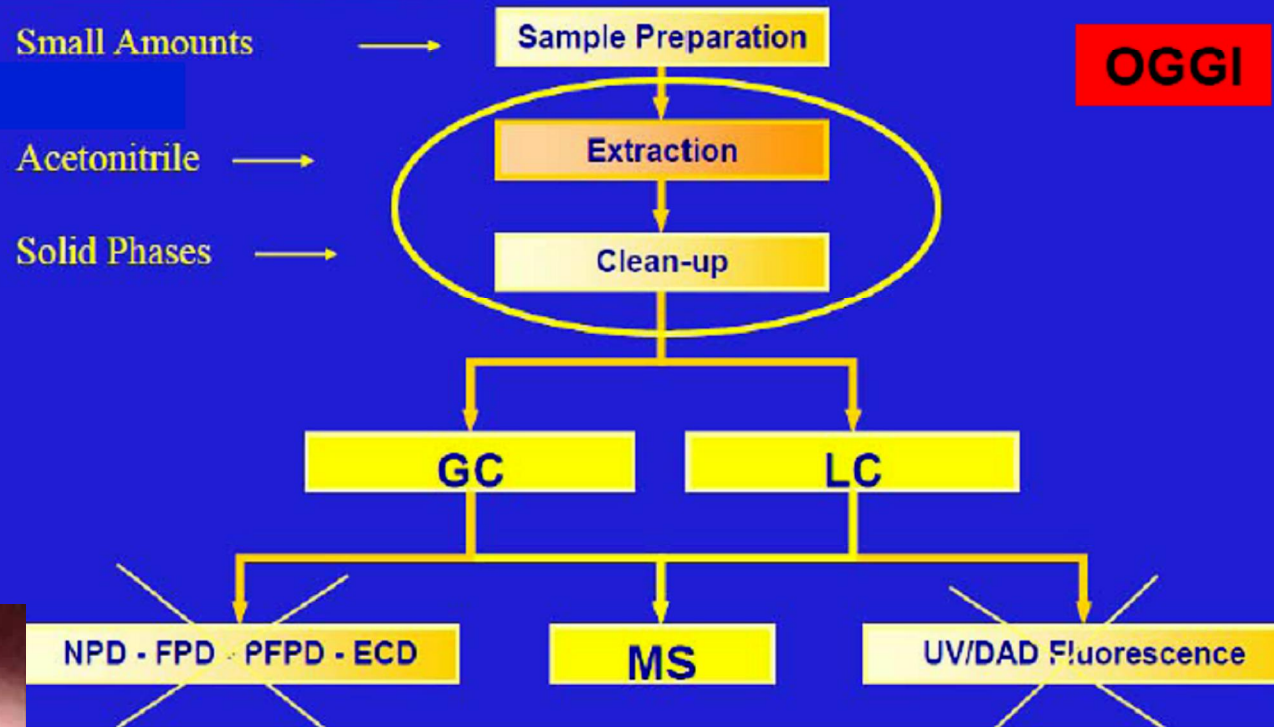 Small Amounts
Sample Preparation
OGGI
Acetonitrile
Extraction
Solid Phases
Clean-up
GC
LC
NPD - FPD - PFPD - ECD
MS
UV/DAD Fluorescence